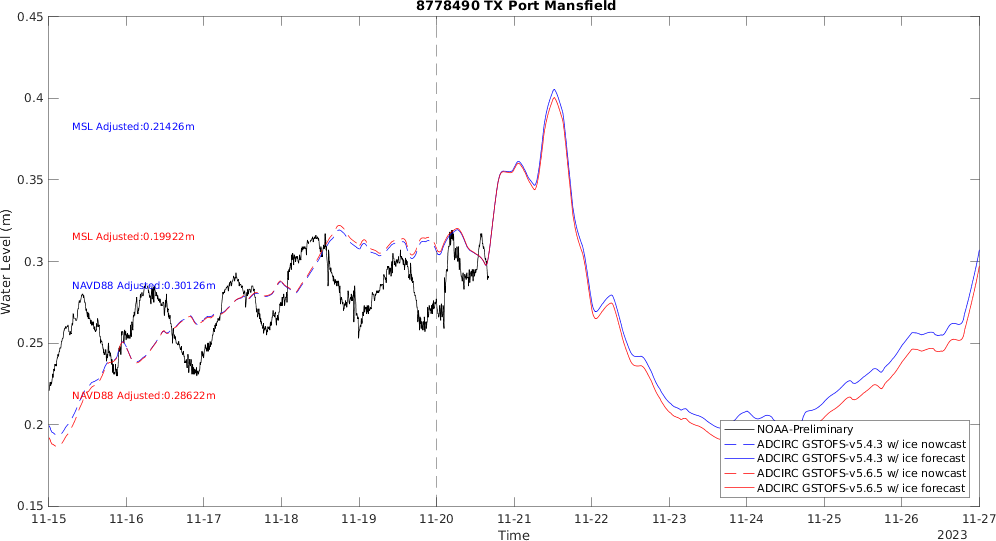 8778490 TX Port Mansfield
Water Level (m)
0.45
0.4
0.35
0.3
0.25
0.2
0.15
MSL Adjusted:0.21426m
MSL Adjusted:0.19922m
NAVD88 Adjusted:0.30126m
NAVD88 Adjusted:0.28622m
NOAA-Preliminary
ADCIRC GSTOFS-v5.4.3 w/ ice nowcast
ADCIRC GSTOFS-v5.4.3 w/ ice forecast
ADCIRC GSTOFS-v5.6.5 w/ ice nowcast
ADCIRC GSTOFS-v5.6.5 w/ ice forecast
11-15 11-16 11-17 11-18 11-19 11-20 11-21 11-22 11-23 11-24 11-25 11-26 11-27
Time
2023